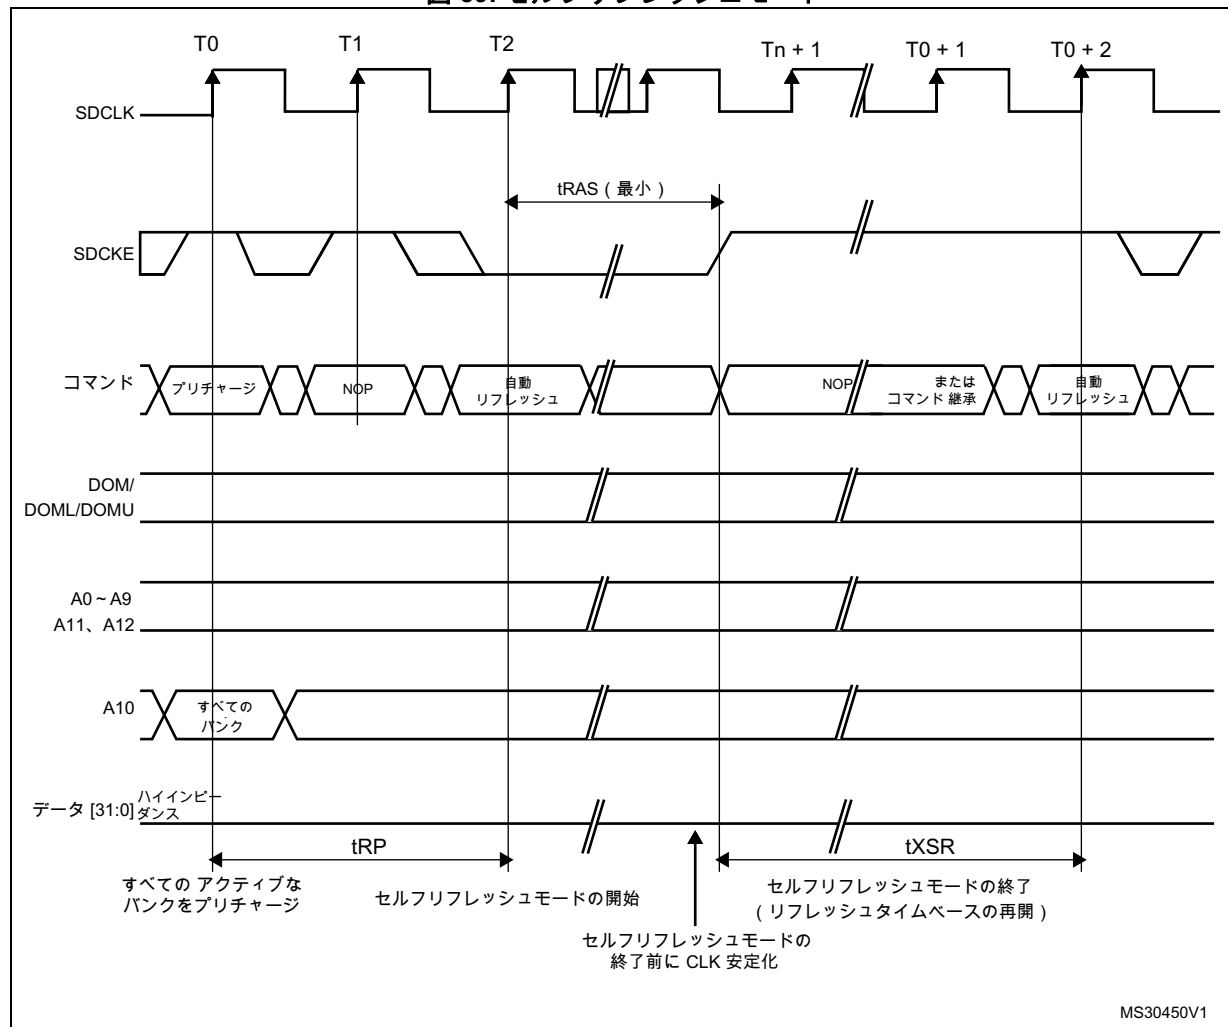 T0 T1 T2 Tn + 1 T0 + 1 T0 + 2
SDCLK
tRAS ( 最小 )
SDCKE
コマンド
プリチャージ
NOP
自動
リフレッシュ
NOP
または
コマンド 継承
自動
リフレッシュ
DOM/
DOML/DOMU
A0 ~ A9
A11、A12
A10
すべての
バンク
データ [31:0]
ハイインピー
ダンス
tRP
tXSR
すべての アクティブな
バンクをプリチャージ
セルフリフレッシュモードの開始
セルフリフレッシュモードの終了
( リフレッシュタイムベースの再開 )
セルフリフレッシュモードの
終了前に CLK 安定化
MS30450V1